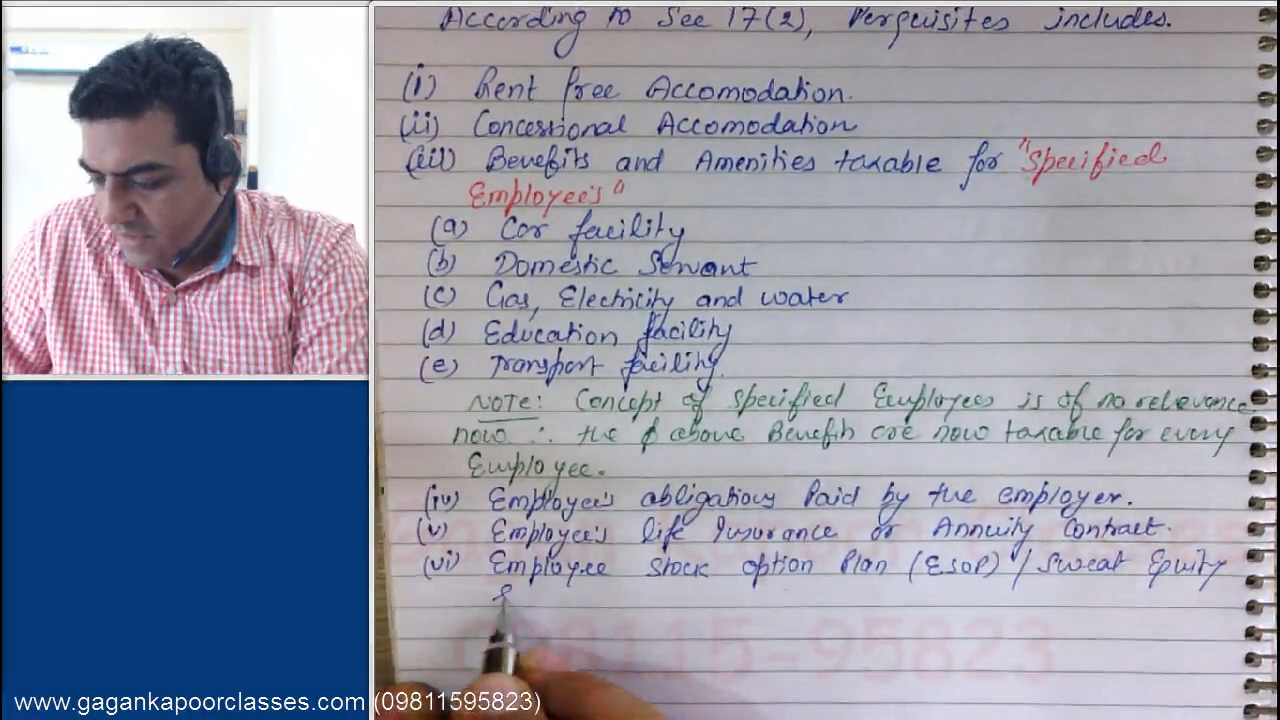 According to Sec 17(2), Perquisites includes.
(i) Rent free Accomodation.
(ii) Concessional Accomodation
(iii) Benefits and Amenities taxable for "Specified
Employee's"
(a) Car facility
(b) Domestic Servant
(c) Gas, Electricity and water
(d) Education facility
(e) Transport facility.
NOTE: Concept of Specified Employees is of no relevance
now ∴ the above Benefits are now taxable for every
Employee.
(iv) Employee's obligations Paid by the employer.
(v) Employee's life Insurance or Annuity Contract.
(vi) Employee Stock option Plan (ESOP) / Sweat Equity
098115-95823
www.gagankapoorclasses.com (09811595823)